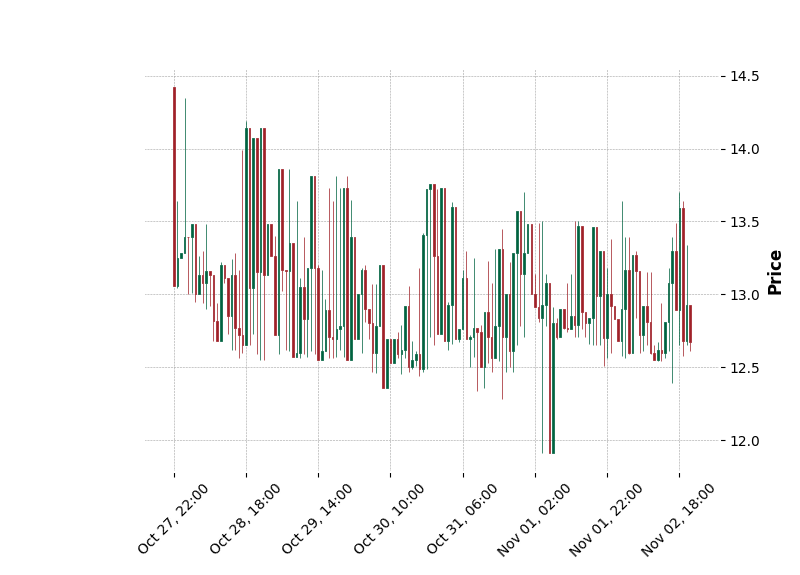 14.5
14.0
13.5
13.0
12.5
12.0
Price
Oct 27, 22:00
Oct 28, 18:00
Oct 29, 14:00
Oct 30, 10:00
Oct 31, 06:00
Nov 01, 02:00
Nov 01, 22:00
Nov 02, 18:00